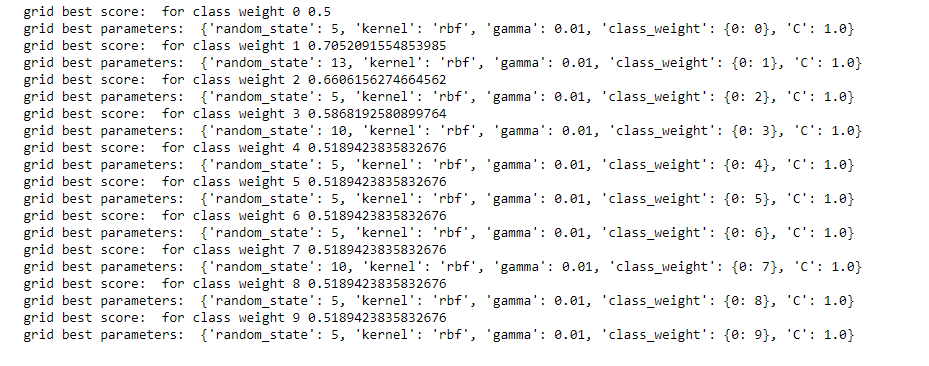 grid best score:  for class weight 0 0.5
grid best parameters:  {'random_state': 5, 'kernel': 'rbf', 'gamma': 0.01, 'class_weight': {0: 0}, 'C': 1.0}
grid best score:  for class weight 1 0.7052091554853985
grid best parameters:  {'random_state': 13, 'kernel': 'rbf', 'gamma': 0.01, 'class_weight': {0: 1}, 'C': 1.0}
grid best score:  for class weight 2 0.6606156274664562
grid best parameters:  {'random_state': 5, 'kernel': 'rbf', 'gamma': 0.01, 'class_weight': {0: 2}, 'C': 1.0}
grid best score:  for class weight 3 0.5868192580899764
grid best parameters:  {'random_state': 10, 'kernel': 'rbf', 'gamma': 0.01, 'class_weight': {0: 3}, 'C': 1.0}
grid best score:  for class weight 4 0.5189423835832676
grid best parameters:  {'random_state': 5, 'kernel': 'rbf', 'gamma': 0.01, 'class_weight': {0: 4}, 'C': 1.0}
grid best score:  for class weight 5 0.5189423835832676
grid best parameters:  {'random_state': 5, 'kernel': 'rbf', 'gamma': 0.01, 'class_weight': {0: 5}, 'C': 1.0}
grid best score:  for class weight 6 0.5189423835832676
grid best parameters:  {'random_state': 5, 'kernel': 'rbf', 'gamma': 0.01, 'class_weight': {0: 6}, 'C': 1.0}
grid best score:  for class weight 7 0.5189423835832676
grid best parameters:  {'random_state': 10, 'kernel': 'rbf', 'gamma': 0.01, 'class_weight': {0: 7}, 'C': 1.0}
grid best score:  for class weight 8 0.5189423835832676
grid best parameters:  {'random_state': 5, 'kernel': 'rbf', 'gamma': 0.01, 'class_weight': {0: 8}, 'C': 1.0}
grid best score:  for class weight 9 0.5189423835832676
grid best parameters:  {'random_state': 5, 'kernel': 'rbf', 'gamma': 0.01, 'class_weight': {0: 9}, 'C': 1.0}